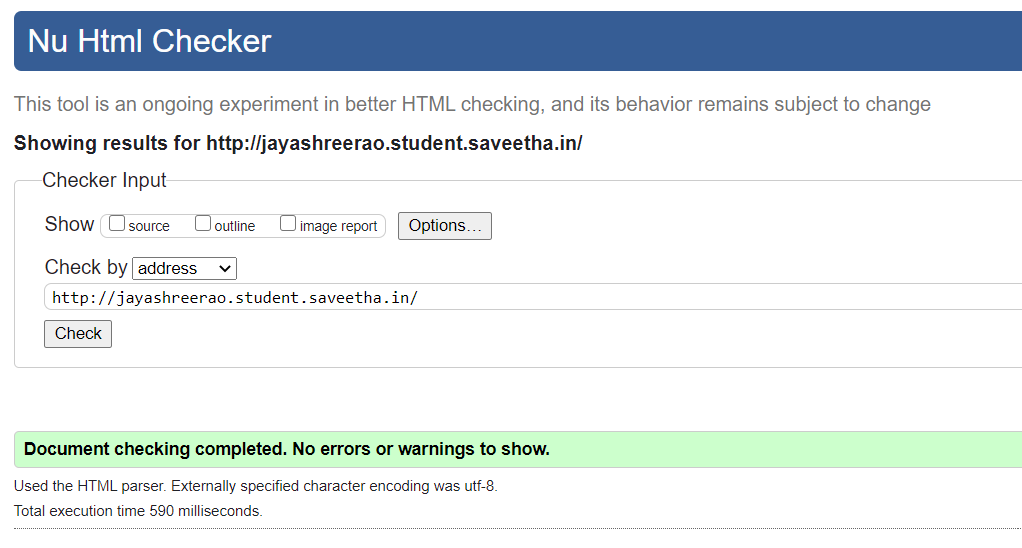 Nu Html Checker
This tool is an ongoing experiment in better HTML checking, and its behavior remains subject to change
Showing results for http://jayashreerao.student.saveetha.in/
Checker Input
Show source outline image report Options…
Check by address
http://jayashreerao.student.saveetha.in/
Check
Document checking completed. No errors or warnings to show.
Used the HTML parser. Externally specified character encoding was utf-8.
Total execution time 590 milliseconds.